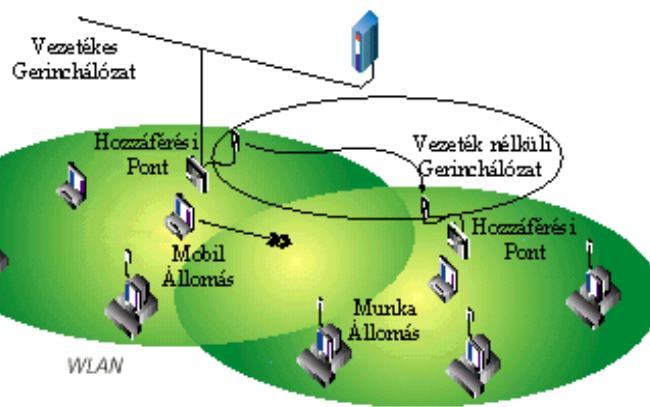 Vezetékes
Gerinchálózat
Hozzáférési
Pont
Vezeték nélküli
Gerinchálózat
Hozzáférési
Pont
Mobil
Állomás
Munka
Állomás
WLAN